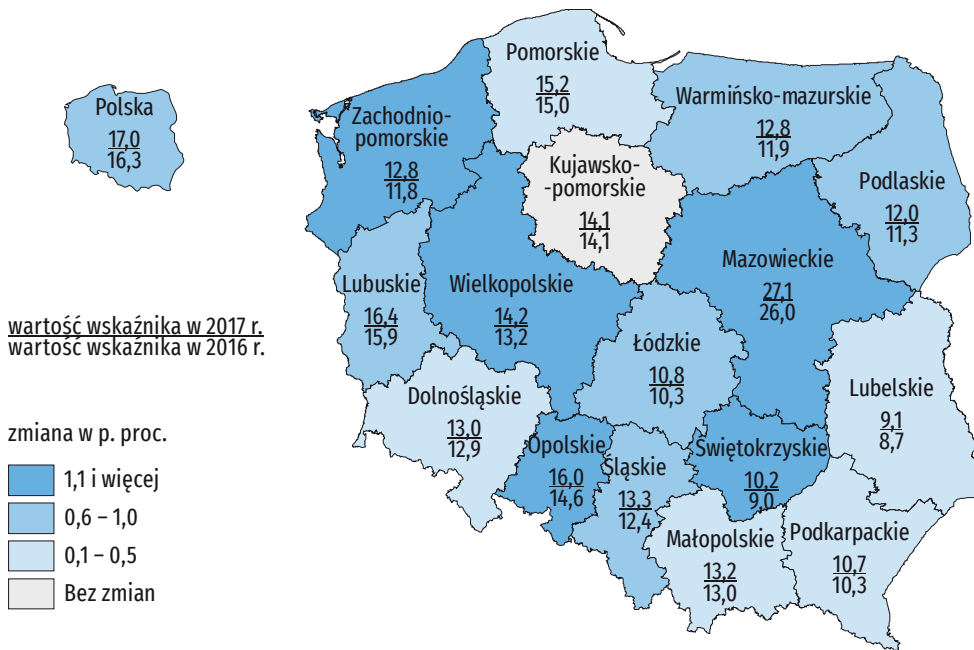 Polska
17,0
16,3
wartość wskaźnika w 2017 r.
wartość wskaźnika w 2016 r.
zmiana w p. proc.
1,1 i więcej
0,6 – 1,0
0,1 – 0,5
Bez zmian
Pomorskie
15,2
15,0
Zachodnio-
pomorskie
12,8
11,8
Warmińsko-mazurskie
12,8
11,9
Kujawsko-
-pomorskie
14,1
14,1
Podlaskie
12,0
11,3
Mazowieckie
27,1
26,0
Lubuskie
16,4
15,9
Wielkopolskie
14,2
13,2
Łódzkie
10,8
10,3
Dolnośląskie
13,0
12,9
Lubelskie
9,1
8,7
Opolskie
16,0
14,6
Śląskie
13,3
12,4
Świętokrzyskie
10,2
9,0
Małopolskie
13,2
13,0
Podkarpackie
10,7
10,3